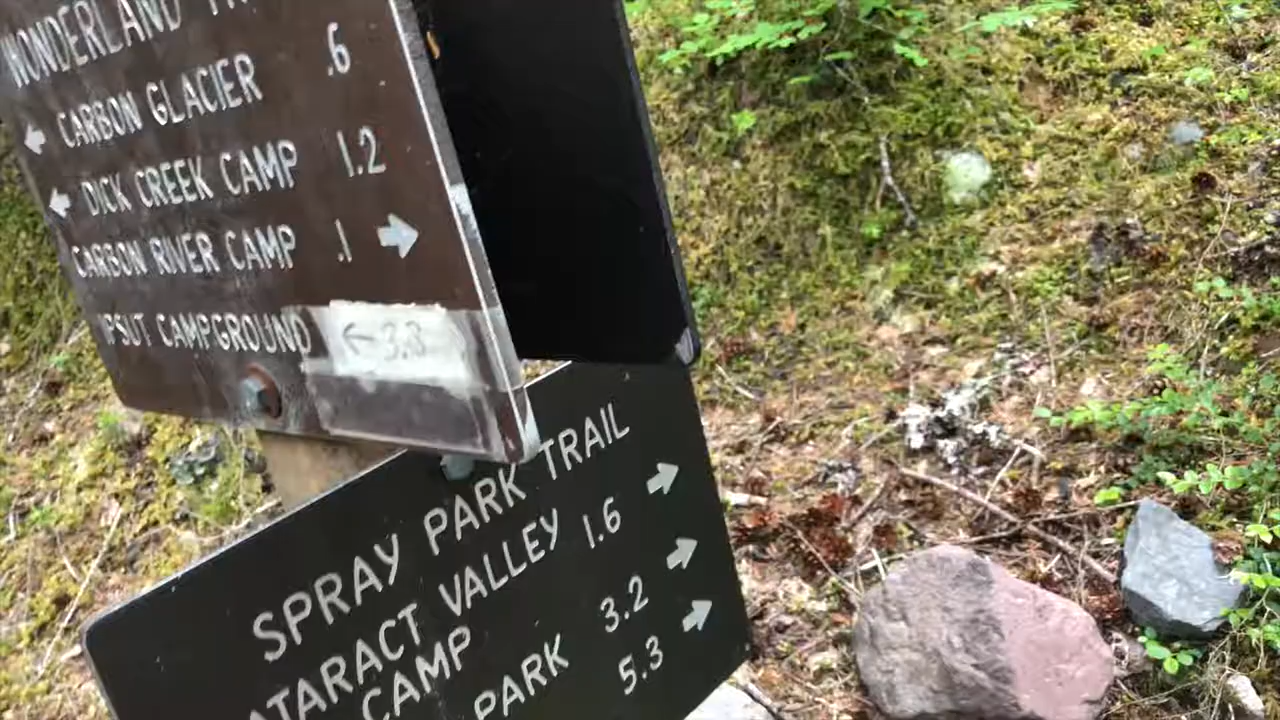 WONDERLAND TR
← CARBON GLACIER .6
← DICK CREEK CAMP 1.2
CARBON RIVER CAMP .1 →
IPSUT CAMPGROUND ← 3.3
SPRAY PARK TRAIL
ATARACT VALLEY 1.6 →
CAMP
PARK 3.2 →
5.3 →